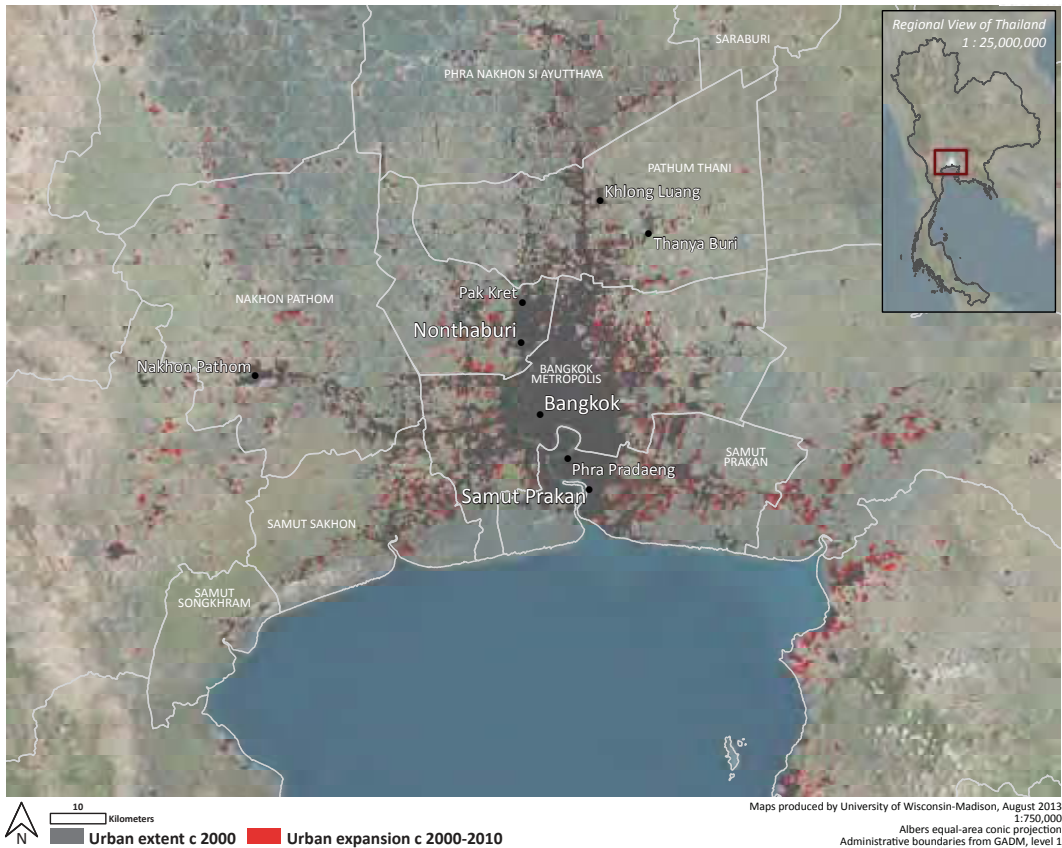 Regional View of Thailand
1 : 25,000,000
SARABURI
PHRA NAKHON SI AYUTTHAYA
PATHUM THANI
Khlong Luang
Thanya Buri
Pak Kret
NAKHON PATHOM
Nonthaburi
Nakhon Pathom
BANGKOK
METROPOLIS
Bangkok
SAMUT
PRAKAN
Phra Pradaeng
Samut Prakan
SAMUT SAKHON
SAMUT
SONGKHRAM
10
Kilometers
N
Urban extent c 2000
Urban expansion c 2000-2010
Maps produced by University of Wisconsin-Madison, August 2013
1:750,000
Albers equal-area conic projection
Administrative boundaries from GADM, level 1